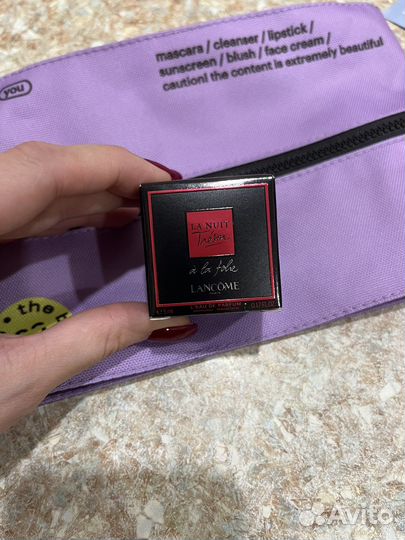 mascara / cleanser / lipstick /
sunscreen / blush / face cream /
caution! the content is extremely beautiful
you
LA NUIT
Trésor
à la folie
LANCÔME
PARIS
EAU DE PARFUM
the
Avito